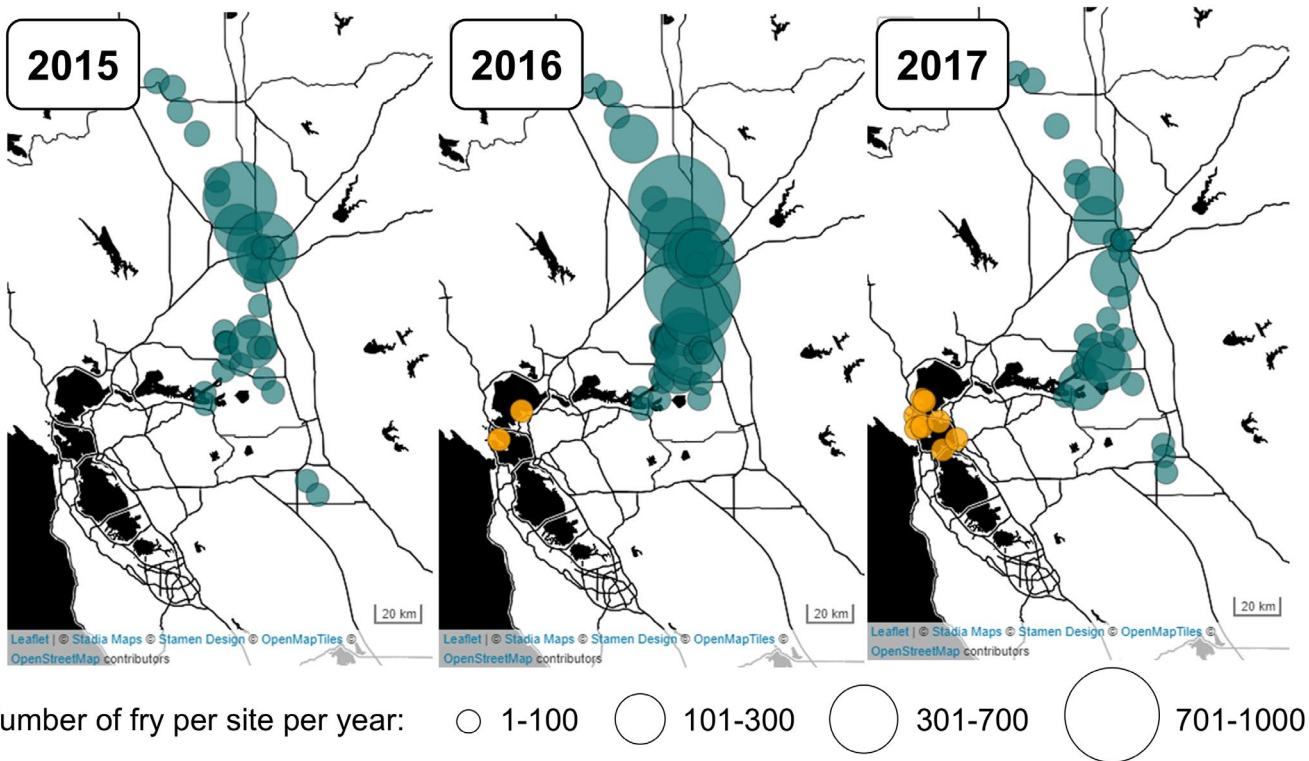 2015
2016
2017
20 km
20 km
20 km
Leaflet | © Stadia Maps © Stamen Design © OpenMapTiles ©
OpenStreetMap contributors
Leaflet | © Stadia Maps © Stamen Design © OpenMapTiles ©
OpenStreetMap contributors
Leaflet | © Stadia Maps © Stamen Design © OpenMapTiles ©
OpenStreetMap contributors
umber of fry per site per year: 1-100 101-300 301-700 701-1000